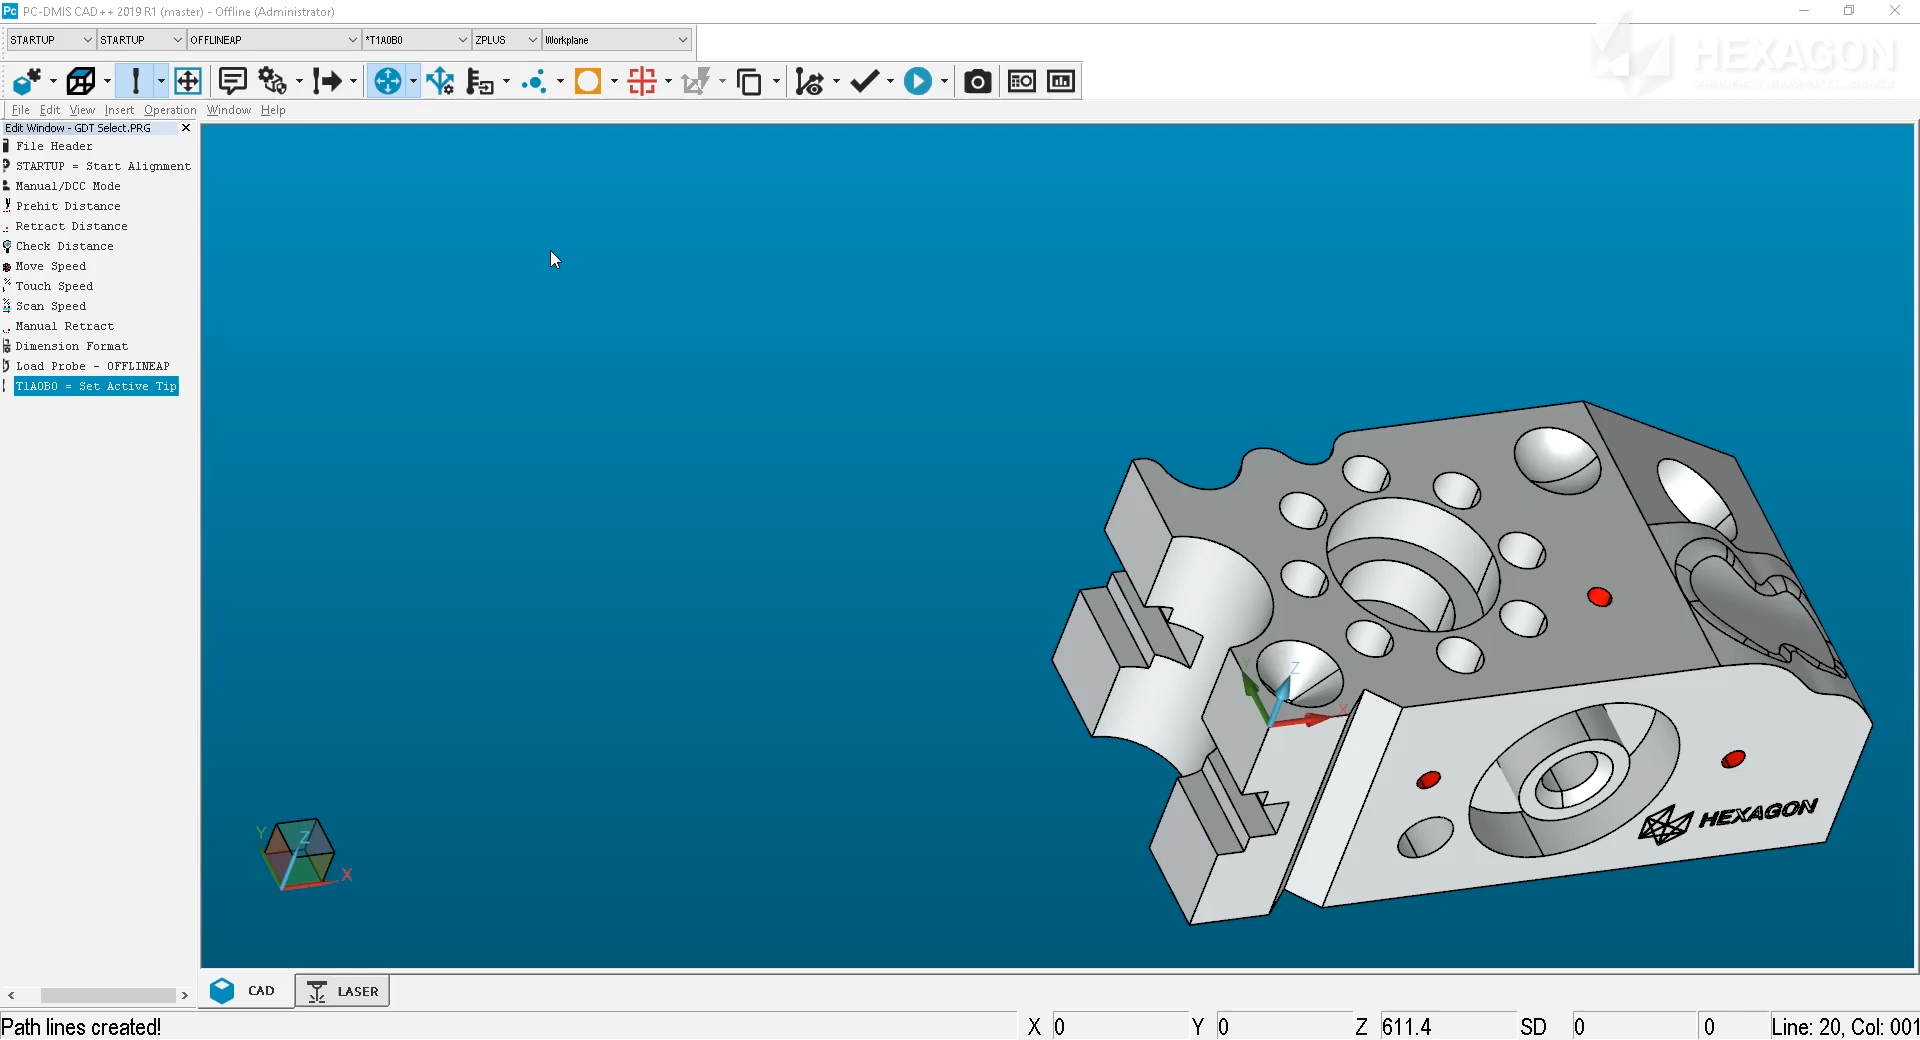 PC-DMIS CAD++ 2019 R1 (master) - Offline (Administrator)
STARTUP STARTUP OFFLINEAP *T1A0B0 ZPLUS Workplane
HEXAGON
MANUFACTURING INTELLIGENCE
File Edit View Insert Operation Window Help
Edit Window - GDT Select.PRG
File Header
STARTUP = Start Alignment
Manual/DCC Mode
Prehit Distance
Retract Distance
Check Distance
Move Speed
Touch Speed
Scan Speed
Manual Retract
Dimension Format
Load Probe - OFFLINEAP
T1A0B0 = Set Active Tip
Y Z X
HEXAGON
Y Z X
CAD LASER
Path lines created! X 0 Y 0 Z 611.4 SD 0 0 Line: 20, Col: 001